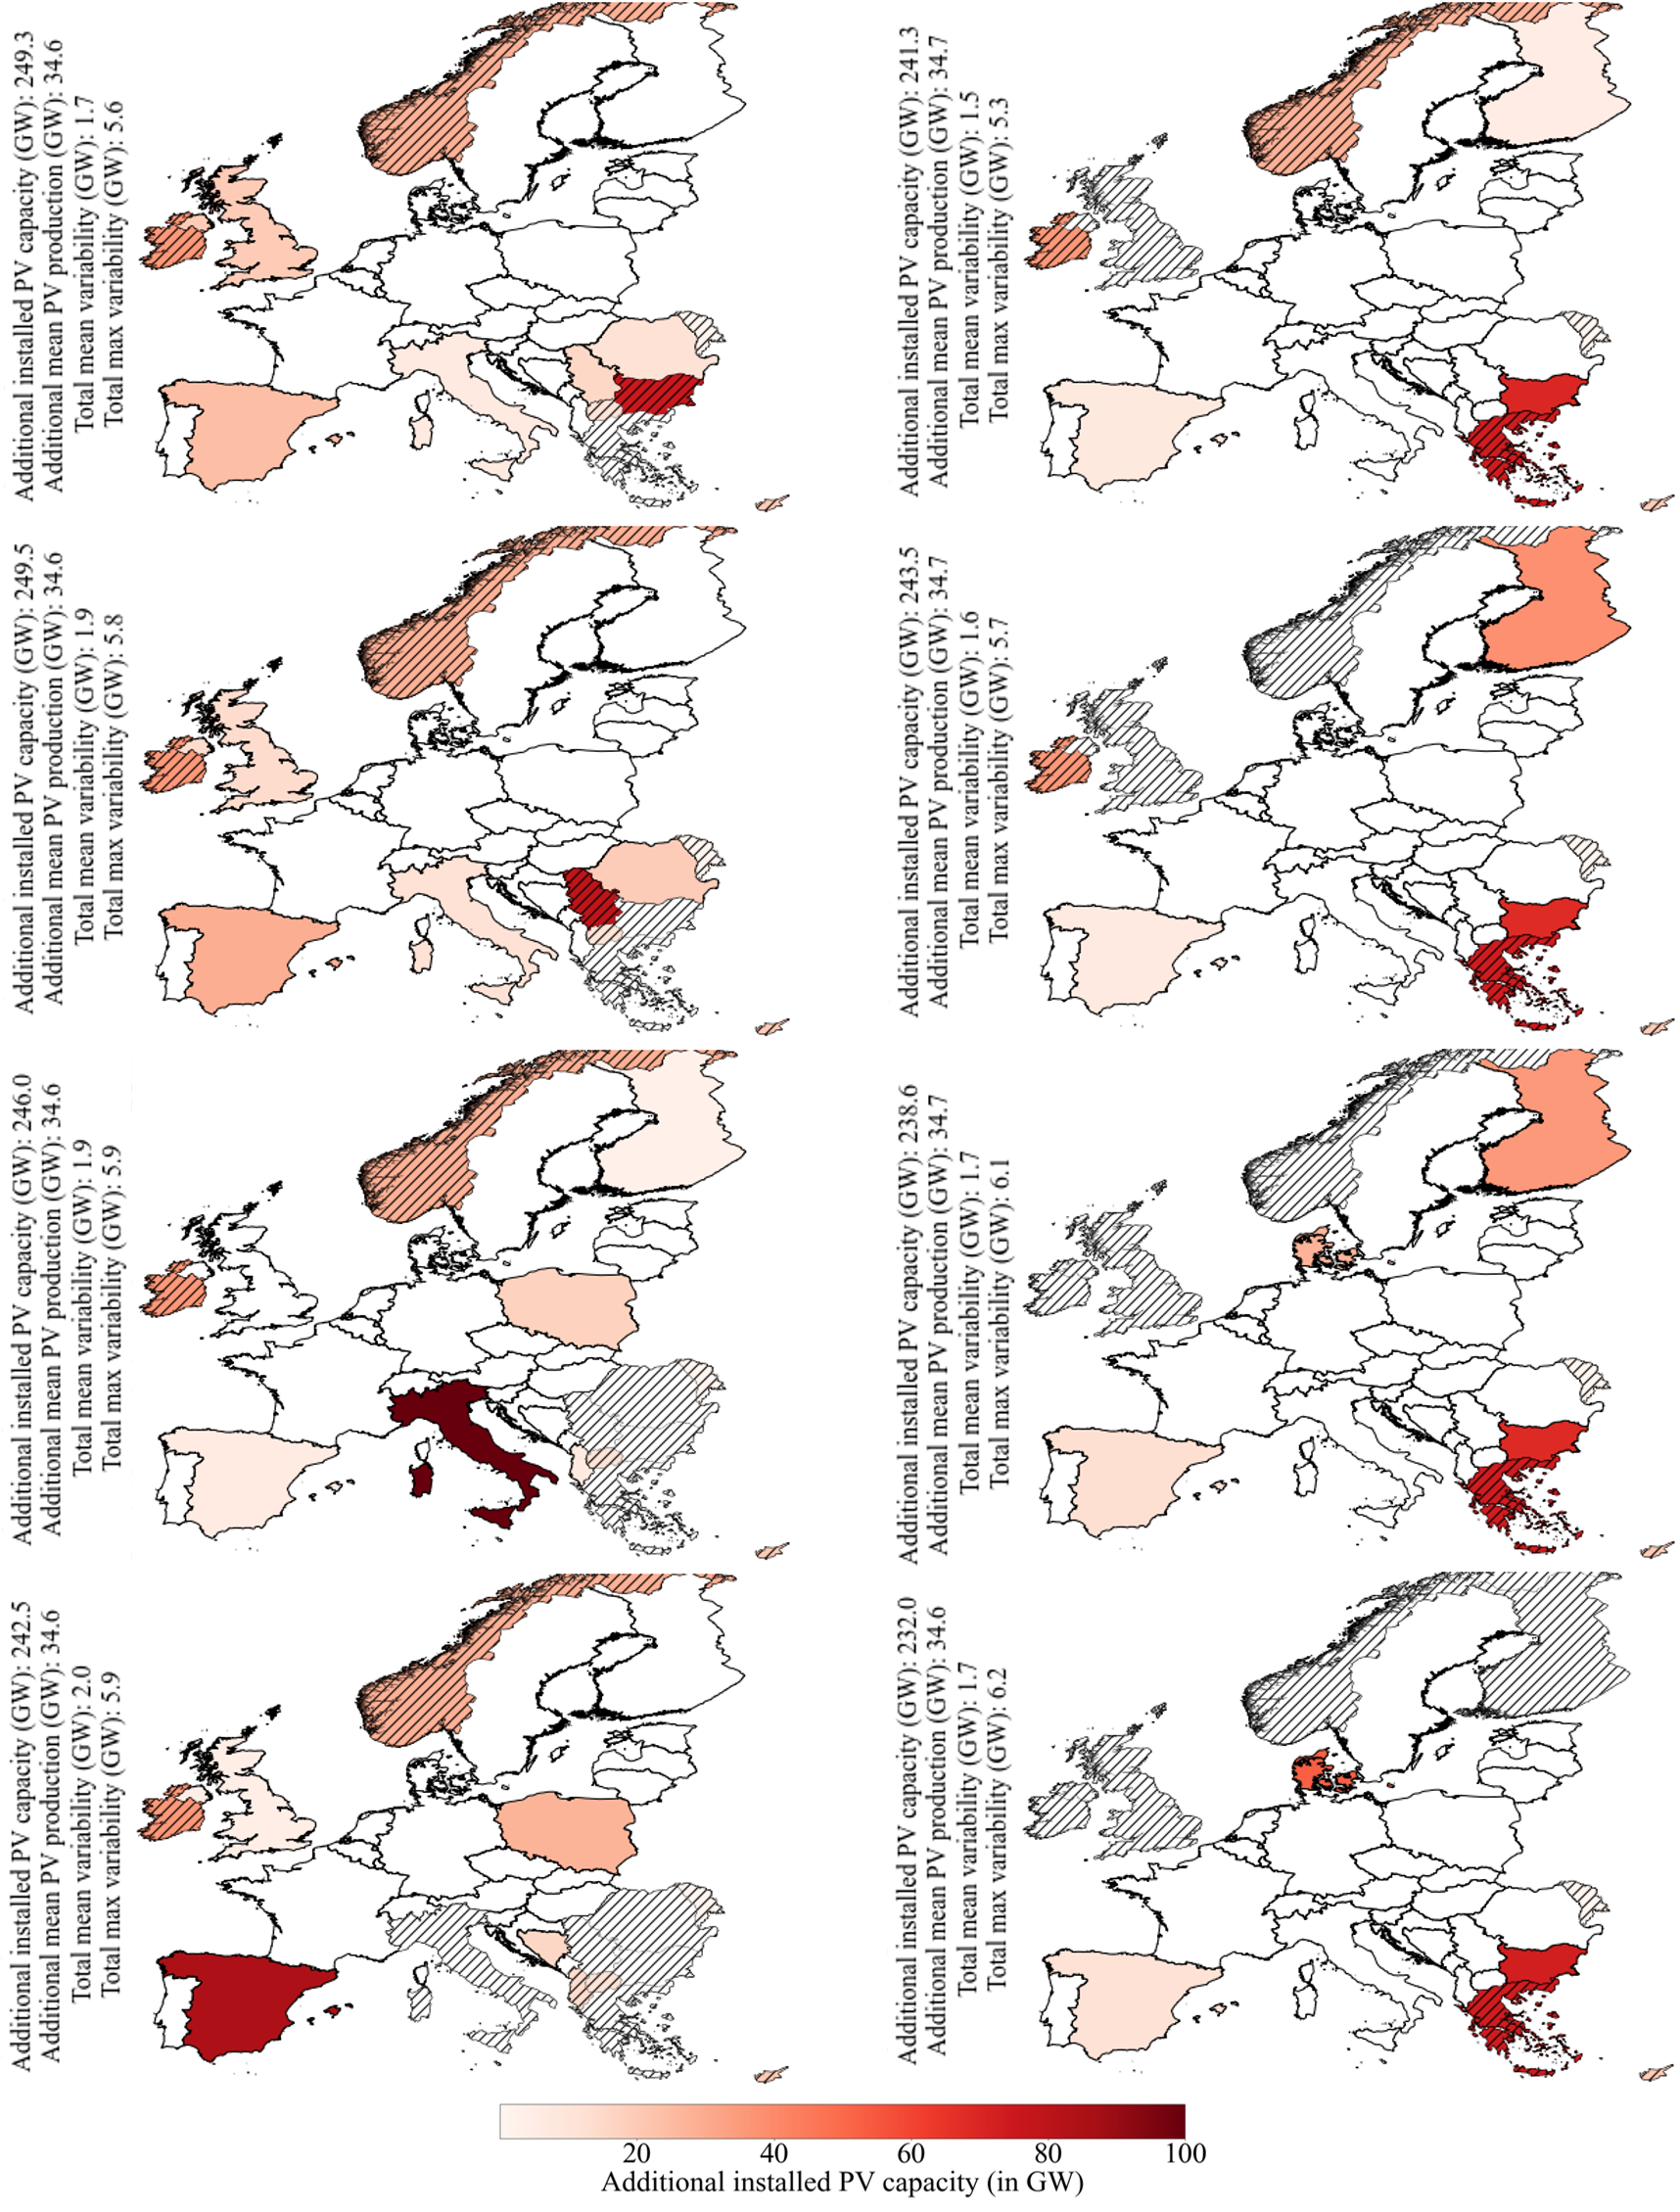 Additional installed PV capacity (GW): 249.3
Additional mean PV production (GW): 34.6
Total mean variability (GW): 1.7
Total max variability (GW): 5.6
Additional installed PV capacity (GW): 241.3
Additional mean PV production (GW): 34.7
Total mean variability (GW): 1.5
Total max variability (GW): 5.3
Additional installed PV capacity (GW): 249.5
Additional mean PV production (GW): 34.6
Total mean variability (GW): 1.9
Total max variability (GW): 5.8
Additional installed PV capacity (GW): 243.5
Additional mean PV production (GW): 34.7
Total mean variability (GW): 1.6
Total max variability (GW): 5.7
Additional installed PV capacity (GW): 246.0
Additional mean PV production (GW): 34.6
Total mean variability (GW): 1.9
Total max variability (GW): 5.9
Additional installed PV capacity (GW): 238.6
Additional mean PV production (GW): 34.7
Total mean variability (GW): 1.7
Total max variability (GW): 6.1
Additional installed PV capacity (GW): 242.5
Additional mean PV production (GW): 34.6
Total mean variability (GW): 2.0
Total max variability (GW): 5.9
Additional installed PV capacity (GW): 232.0
Additional mean PV production (GW): 34.6
Total mean variability (GW): 1.7
Total max variability (GW): 6.2
20 40 60 80 100
Additional installed PV capacity (in GW)